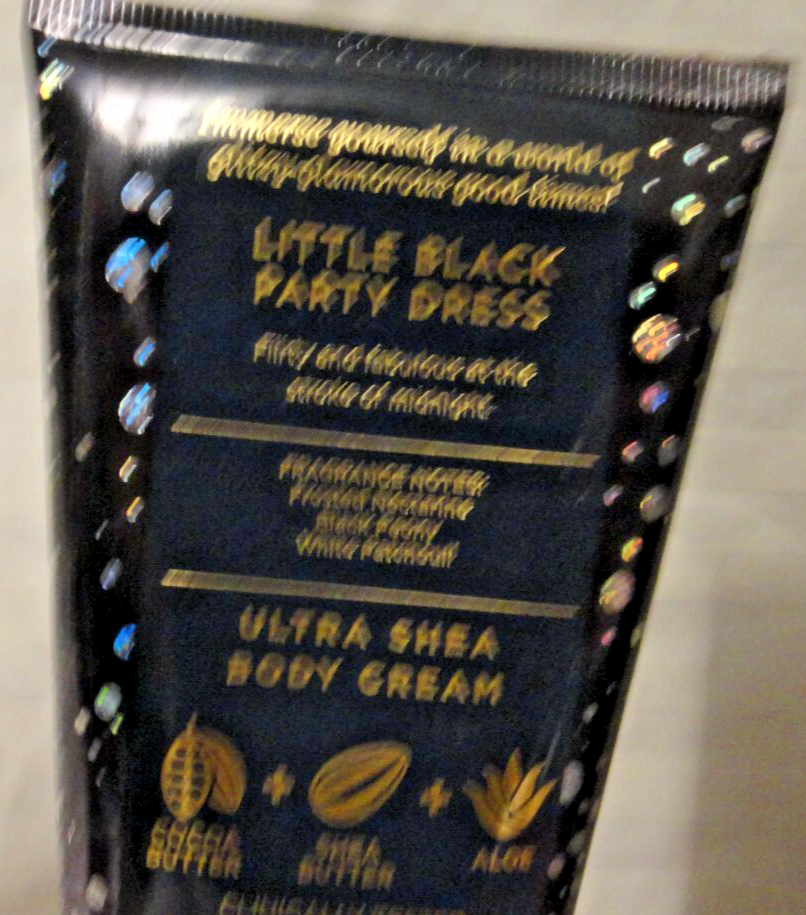 Immerse yourself in a world of
glitzy-glamorous good times!
LITTLE BLACK
PARTY DRESS
Flirty and fabulous at the
stroke of midnight.
FRAGRANCE NOTES:
Frosted Nectarine
Black Peony
White Patchouli
ULTRA SHEA
BODY CREAM
COCOA
BUTTER
+
SHEA
BUTTER
+
ALOE
CLINICALLY TESTED